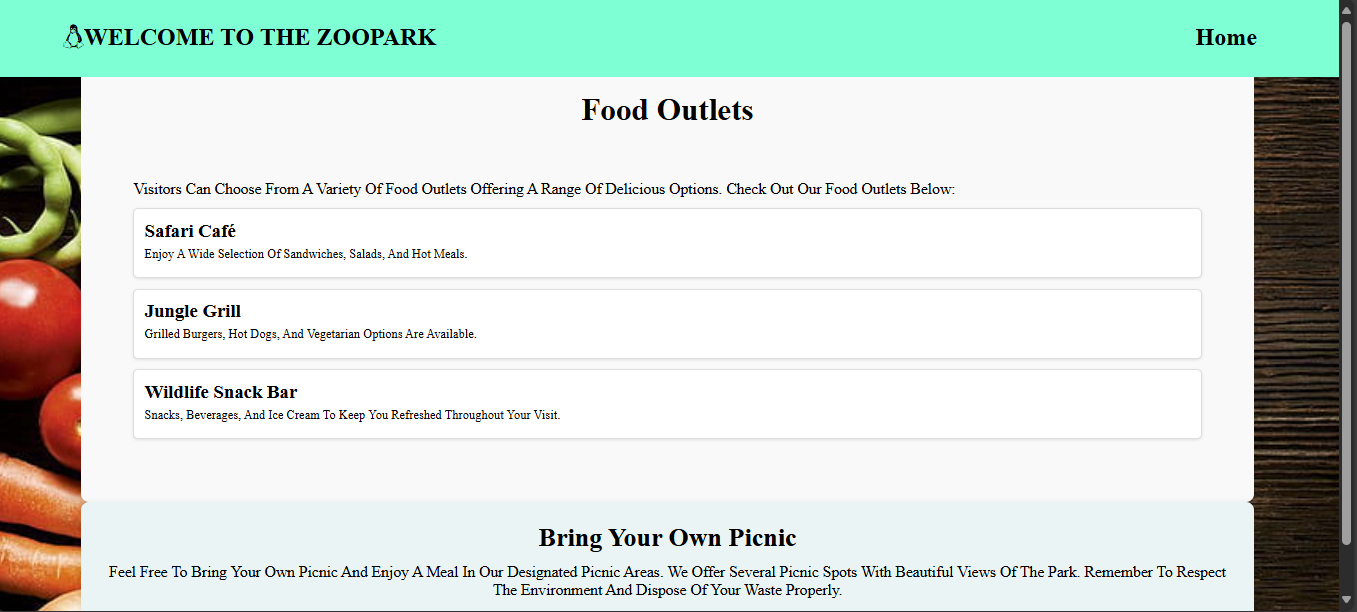 WELCOME TO THE ZOOPARK
Home
Food Outlets
Visitors Can Choose From A Variety Of Food Outlets Offering A Range Of Delicious Options. Check Out Our Food Outlets Below:
Safari Café
Enjoy A Wide Selection Of Sandwiches, Salads, And Hot Meals.
Jungle Grill
Grilled Burgers, Hot Dogs, And Vegetarian Options Are Available.
Wildlife Snack Bar
Snacks, Beverages, And Ice Cream To Keep You Refreshed Throughout Your Visit.
Bring Your Own Picnic
Feel Free To Bring Your Own Picnic And Enjoy A Meal In Our Designated Picnic Areas. We Offer Several Picnic Spots With Beautiful Views Of The Park. Remember To Respect
The Environment And Dispose Of Your Waste Properly.